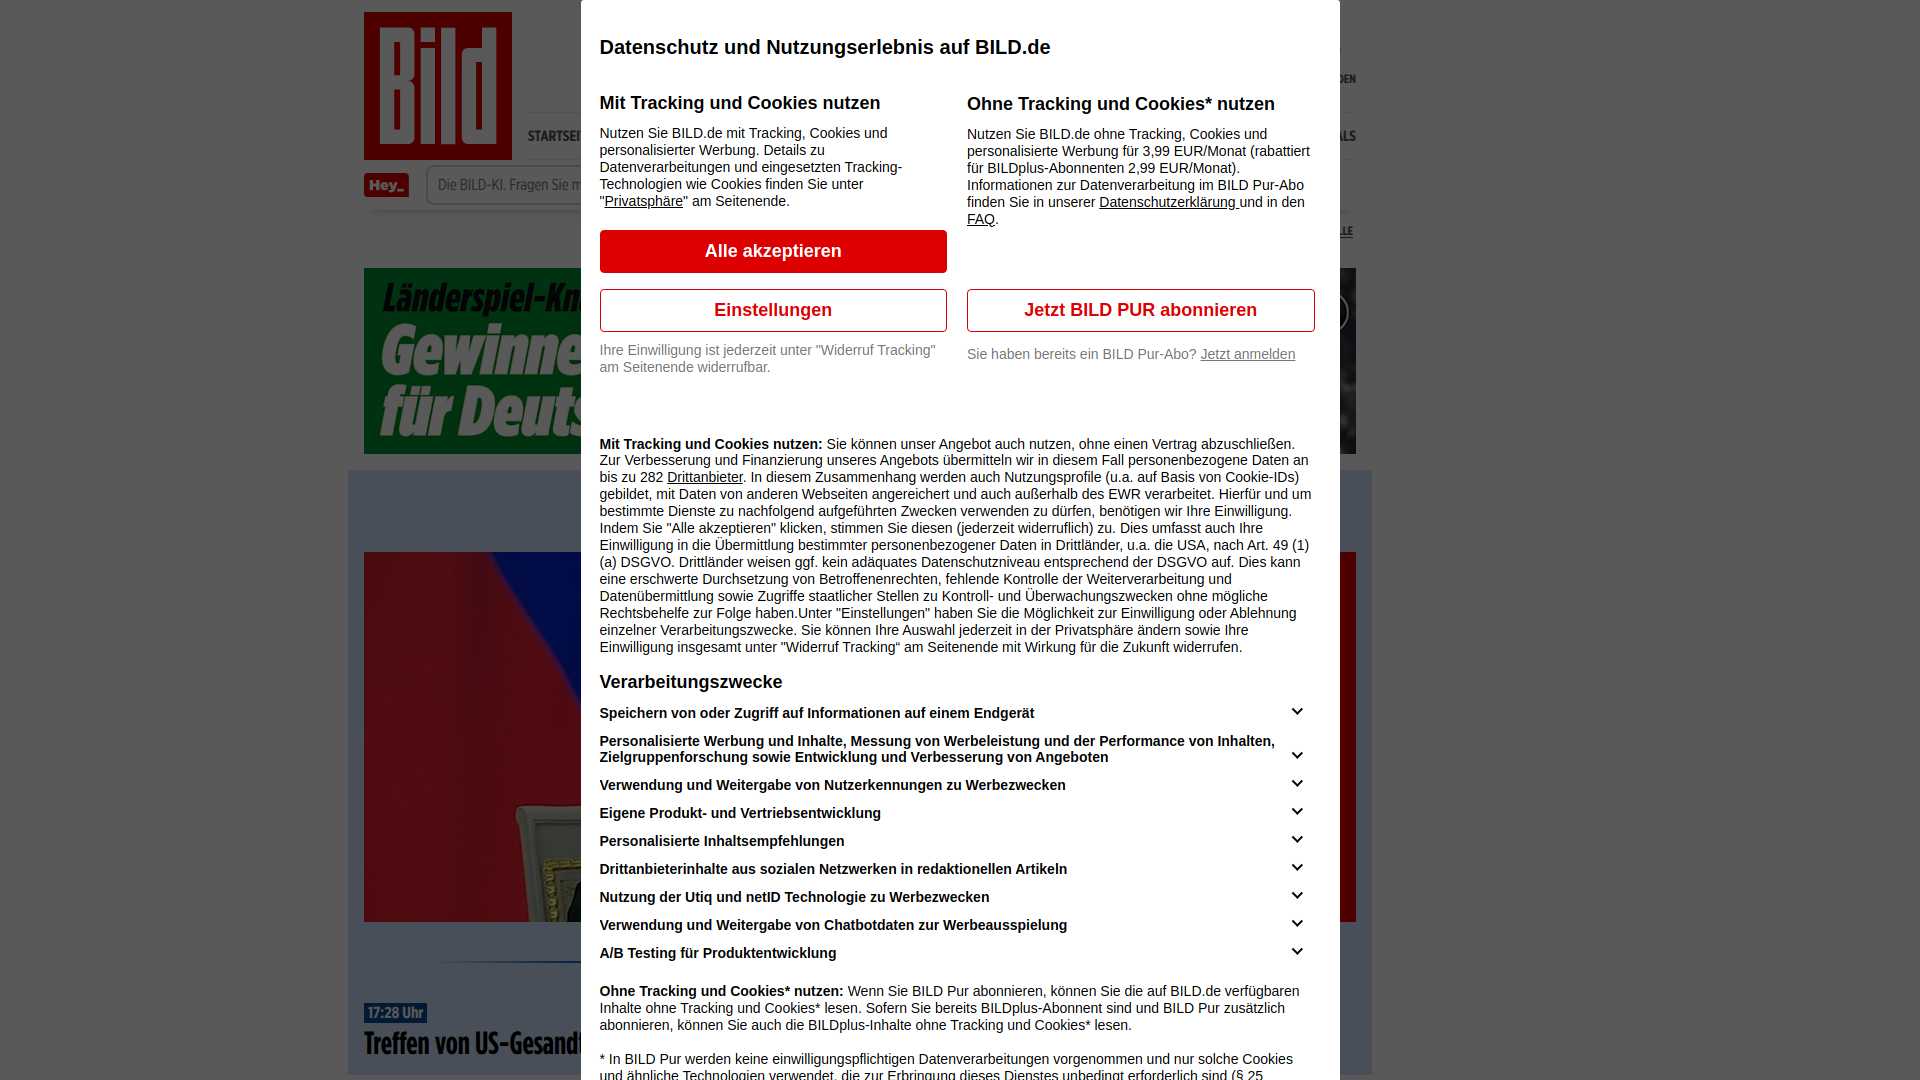 Bild
STARTSEI
Hey_
Die BILD-KI. Fragen Sie m
Länderspiel-Kn
Gewinne
für Deuts
17:28 Uhr
Treffen von US-Gesandt
Datenschutz und Nutzungserlebnis auf BILD.de
Mit Tracking und Cookies nutzen
Nutzen Sie BILD.de mit Tracking, Cookies und
personalisierter Werbung. Details zu
Datenverarbeitungen und eingesetzten Tracking-
Technologien wie Cookies finden Sie unter
"Privatsphäre" am Seitenende.
Alle akzeptieren
Einstellungen
Ihre Einwilligung ist jederzeit unter "Widerruf Tracking"
am Seitenende widerrufbar.
Ohne Tracking und Cookies* nutzen
Nutzen Sie BILD.de ohne Tracking, Cookies und
personalisierte Werbung für 3,99 EUR/Monat (rabattiert
für BILDplus-Abonnenten 2,99 EUR/Monat).
Informationen zur Datenverarbeitung im BILD Pur-Abo
finden Sie in unserer Datenschutzerklärung und in den
FAQ.
Jetzt BILD PUR abonnieren
Sie haben bereits ein BILD Pur-Abo? Jetzt anmelden
Mit Tracking und Cookies nutzen: Sie können unser Angebot auch nutzen, ohne einen Vertrag abzuschließen.
Zur Verbesserung und Finanzierung unseres Angebots übermitteln wir in diesem Fall personenbezogene Daten an
bis zu 282 Drittanbieter. In diesem Zusammenhang werden auch Nutzungsprofile (u.a. auf Basis von Cookie-IDs)
gebildet, mit Daten von anderen Webseiten angereichert und auch außerhalb des EWR verarbeitet. Hierfür und um
bestimmte Dienste zu nachfolgend aufgeführten Zwecken verwenden zu dürfen, benötigen wir Ihre Einwilligung.
Indem Sie "Alle akzeptieren" klicken, stimmen Sie diesen (jederzeit widerruflich) zu. Dies umfasst auch Ihre
Einwilligung in die Übermittlung bestimmter personenbezogener Daten in Drittländer, u.a. die USA, nach Art. 49 (1)
(a) DSGVO. Drittländer weisen ggf. kein adäquates Datenschutzniveau entsprechend der DSGVO auf. Dies kann
eine erschwerte Durchsetzung von Betroffenenrechten, fehlende Kontrolle der Weiterverarbeitung und
Datenübermittlung sowie Zugriffe staatlicher Stellen zu Kontroll- und Überwachungszwecken ohne mögliche
Rechtsbehelfe zur Folge haben.Unter "Einstellungen" haben Sie die Möglichkeit zur Einwilligung oder Ablehnung
einzelner Verarbeitungszwecke. Sie können Ihre Auswahl jederzeit in der Privatsphäre ändern sowie Ihre
Einwilligung insgesamt unter "Widerruf Tracking“ am Seitenende mit Wirkung für die Zukunft widerrufen.
Verarbeitungszwecke
Speichern von oder Zugriff auf Informationen auf einem Endgerät
Personalisierte Werbung und Inhalte, Messung von Werbeleistung und der Performance von Inhalten,
Zielgruppenforschung sowie Entwicklung und Verbesserung von Angeboten
Verwendung und Weitergabe von Nutzerkennungen zu Werbezwecken
Eigene Produkt- und Vertriebsentwicklung
Personalisierte Inhaltsempfehlungen
Drittanbieterinhalte aus sozialen Netzwerken in redaktionellen Artikeln
Nutzung der Utiq und netID Technologie zu Werbezwecken
Verwendung und Weitergabe von Chatbotdaten zur Werbeausspielung
A/B Testing für Produktentwicklung
Ohne Tracking und Cookies* nutzen: Wenn Sie BILD Pur abonnieren, können Sie die auf BILD.de verfügbaren
Inhalte ohne Tracking und Cookies* lesen. Sofern Sie bereits BILDplus-Abonnent sind und BILD Pur zusätzlich
abonnieren, können Sie auch die BILDplus-Inhalte ohne Tracking und Cookies* lesen.
* In BILD Pur werden keine einwilligungspflichtigen Datenverarbeitungen vorgenommen und nur solche Cookies
und ähnliche Technologien verwendet, die zur Erbringung dieses Dienstes unbedingt erforderlich sind (§ 25
DEN
ALS
LLE